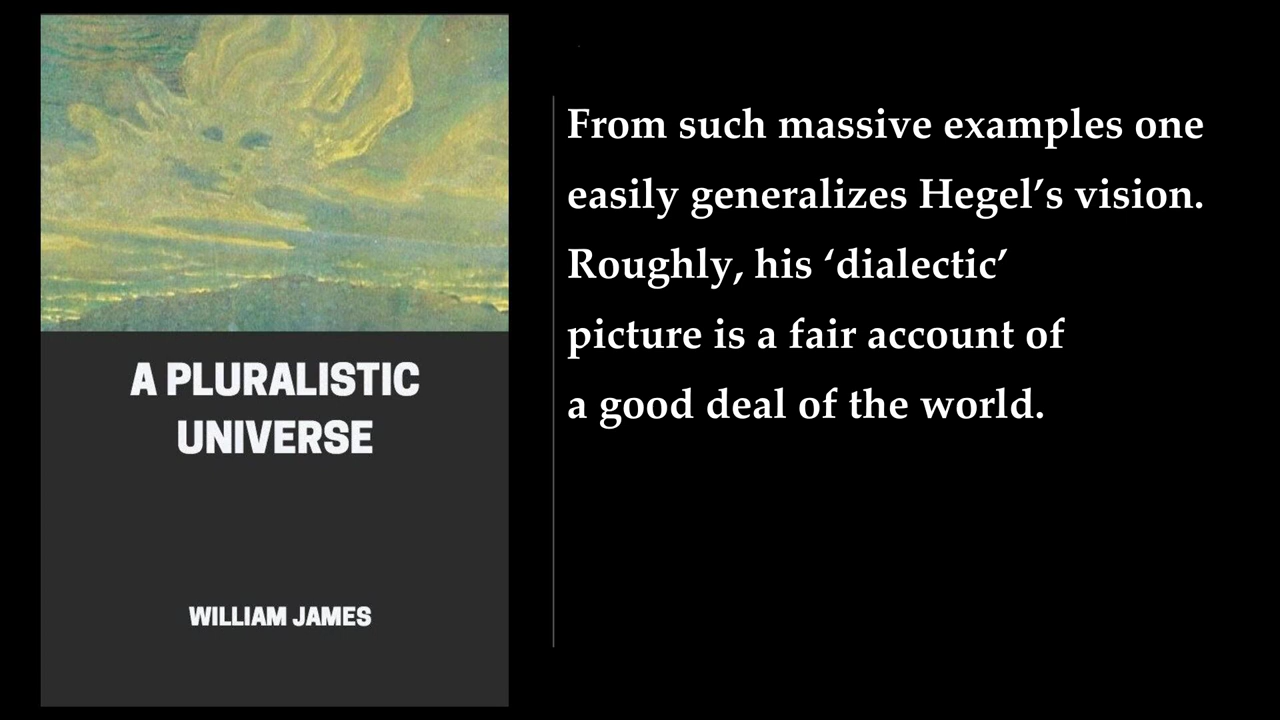 A PLURALISTIC
UNIVERSE
WILLIAM JAMES
From such massive examples one
easily generalizes Hegel’s vision.
Roughly, his ‘dialectic’
picture is a fair account of
a good deal of the world.